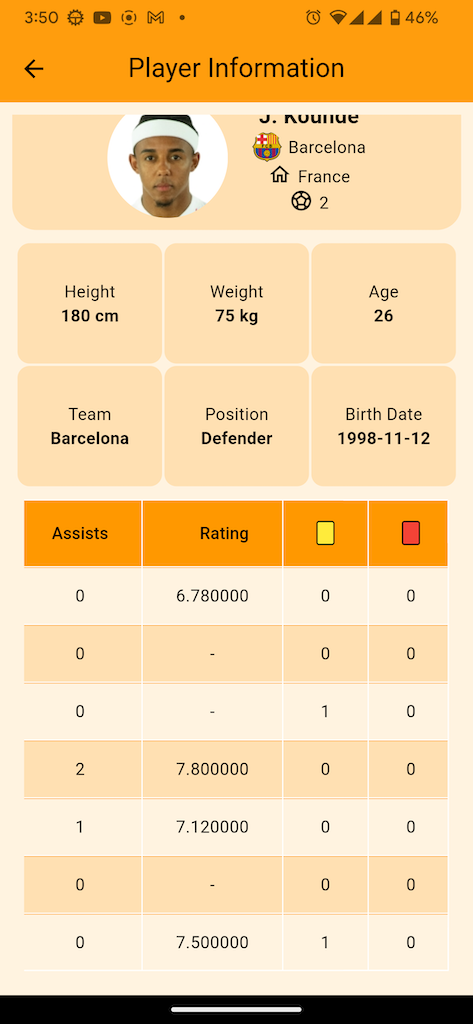 3:50
46%
Player Information
J. Kounde
Barcelona
France
2
Height Weight Age
180 cm 75 kg 26
Team Position Birth Date
Barcelona Defender 1998-11-12
Assists Rating
0 6.780000 0 0
0 - 0 0
0 - 1 0
2 7.800000 0 0
1 7.120000 0 0
0 - 0 0
0 7.500000 1 0